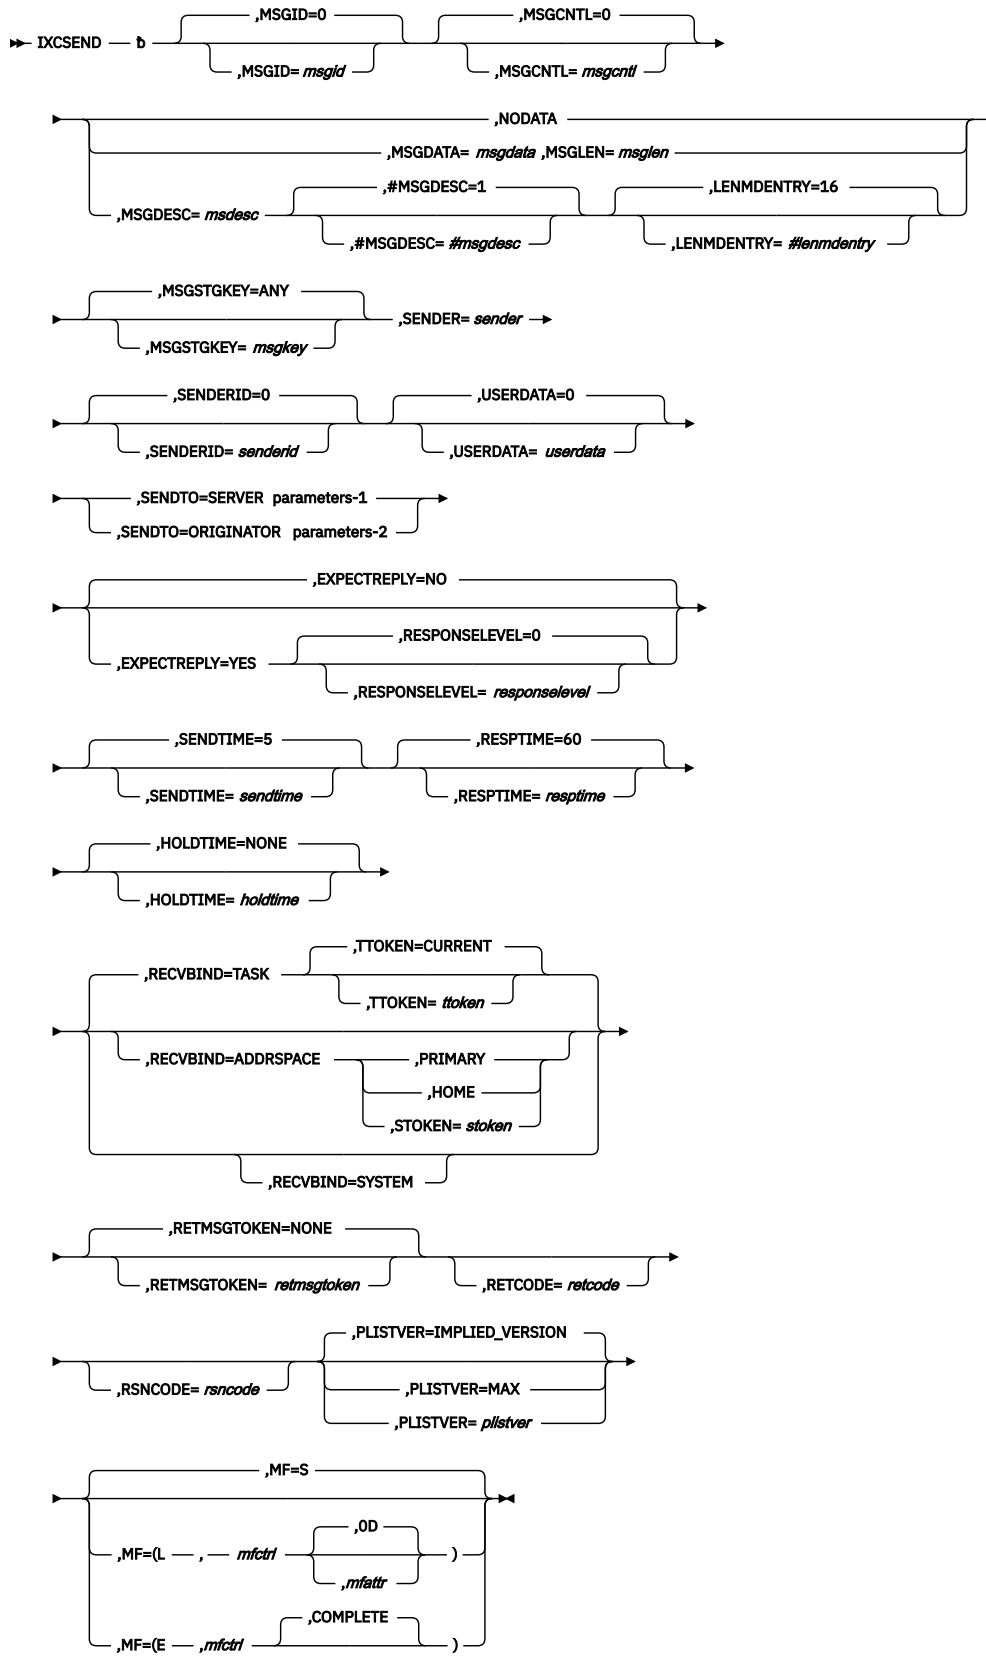 ,MSGID=0 ,MSGCNTL=0
IXCSEND ƀ
,MSGID= msgid ,MSGCNTL= msgcntl
,NODATA
,MSGDATA= msgdata ,MSGLEN= msglen
,#MSGDESC=1 ,LENMDENTRY=16
,MSGDESC= msdesc
,#MSGDESC= #msgdesc ,LENMDENTRY= #lenmdentry
,MSGSTGKEY=ANY
,SENDER= sender
,MSGSTGKEY= msgkey
,SENDERID=0 ,USERDATA=0
,SENDERID= senderid ,USERDATA= userdata
,SENDTO=SERVER parameters-1
,SENDTO=ORIGINATOR parameters-2
,EXPECTREPLY=NO
,RESPONSELEVEL=0
,EXPECTREPLY=YES
,RESPONSELEVEL= responselevel
,SENDTIME=5 ,RESPTIME=60
,SENDTIME= sendtime ,RESPTIME= resptime
,HOLDTIME=NONE
,HOLDTIME= holdtime
,TTOKEN=CURRENT
,RECVBIND=TASK
,TTOKEN= ttoken
,RECVBIND=ADDRSPACE ,PRIMARY
,HOME
,STOKEN= stoken
,RECVBIND=SYSTEM
,RETMSGTOKEN=NONE
,RETMSGTOKEN= retmsgtoken ,RETCODE= retcode
,PLISTVER=IMPLIED_VERSION
,RSNCODE= rsncode ,PLISTVER=MAX
,PLISTVER= plistver
,MF=S
,0D
,MF=(L , mfctrl )
,mfattr
,COMPLETE
,MF=(E ,mfctrl )